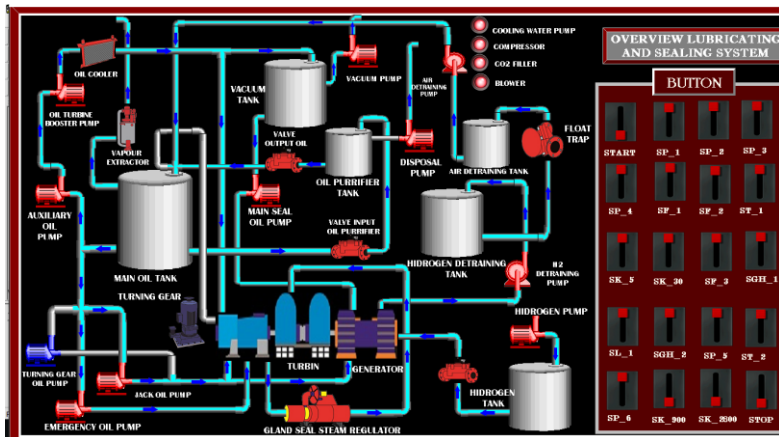 COOLING WATER PUMP
COMPRESSOR
CO2 FILLER
BLOWER
OVERVIEW LUBRICATING
AND SEALING SYSTEM
BUTTON
OIL COOLER
VACUUM PUMP
AIR
DETRAINING
PUMP
VACUUM
TANK
OIL TURBINE
BOOSTER PUMP
VAPOUR
EXTRACTOR
VALVE
OUTPUT OIL
DISPOSAL
PUMP
FLOAT
TRAP
AIR DETRAINING TANK
OIL PURRIFIER
TANK
AUXILIARY
OIL PUMP
MAIN SEAL
OIL PUMP
VALVE INPUT
OIL PURRIFIER
MAIN OIL TANK
HIDROGEN DETRAINING
TANK
H2
DETRAINING
PUMP
TURNING GEAR
HIDROGEN PUMP
TURNING GEAR
OIL PUMP
TURBIN
GENERATOR
JACK OIL PUMP
HIDROGEN
TANK
EMERGENCY OIL PUMP
GLAND SEAL STEAM REGULATOR
START SP_1 SP_2 SP_3
SP_4 SF_1 SF_2 ST_1
SK_5 SK_30 SF_3 SGH_1
SL_1 SGH_2 SP_5 ST_2
SP_6 SK_900 SK_2800 STOP